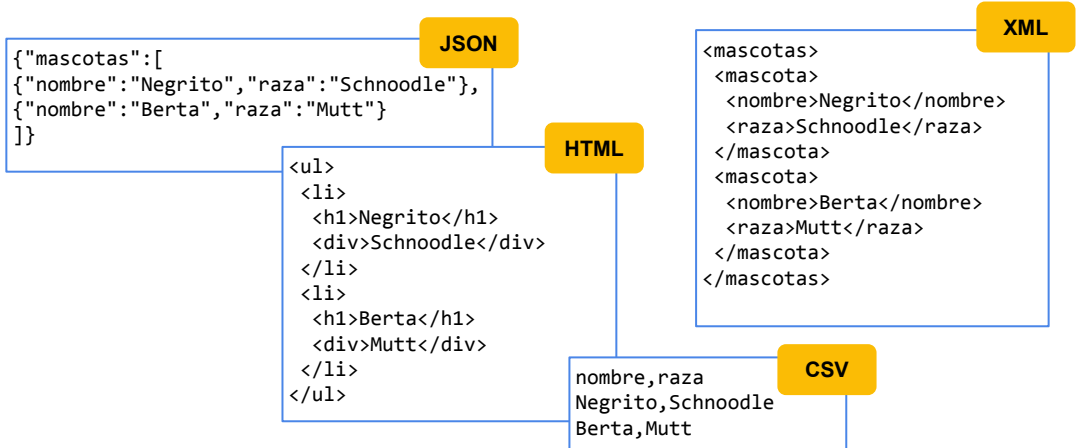 JSON
{"mascotas":[
{"nombre":"Negrito","raza":"Schnoodle"},
{"nombre":"Berta","raza":"Mutt"}
]}
HTML
<ul>
 <li>
  <h1>Negrito</h1>
  <div>Schnoodle</div>
 </li>
 <li>
  <h1>Berta</h1>
  <div>Mutt</div>
 </li>
</ul>
XML
<mascotas>
 <mascota>
  <nombre>Negrito</nombre>
  <raza>Schnoodle</raza>
 </mascota>
 <mascota>
  <nombre>Berta</nombre>
  <raza>Mutt</raza>
 </mascota>
</mascotas>
CSV
nombre,raza
Negrito,Schnoodle
Berta,Mutt